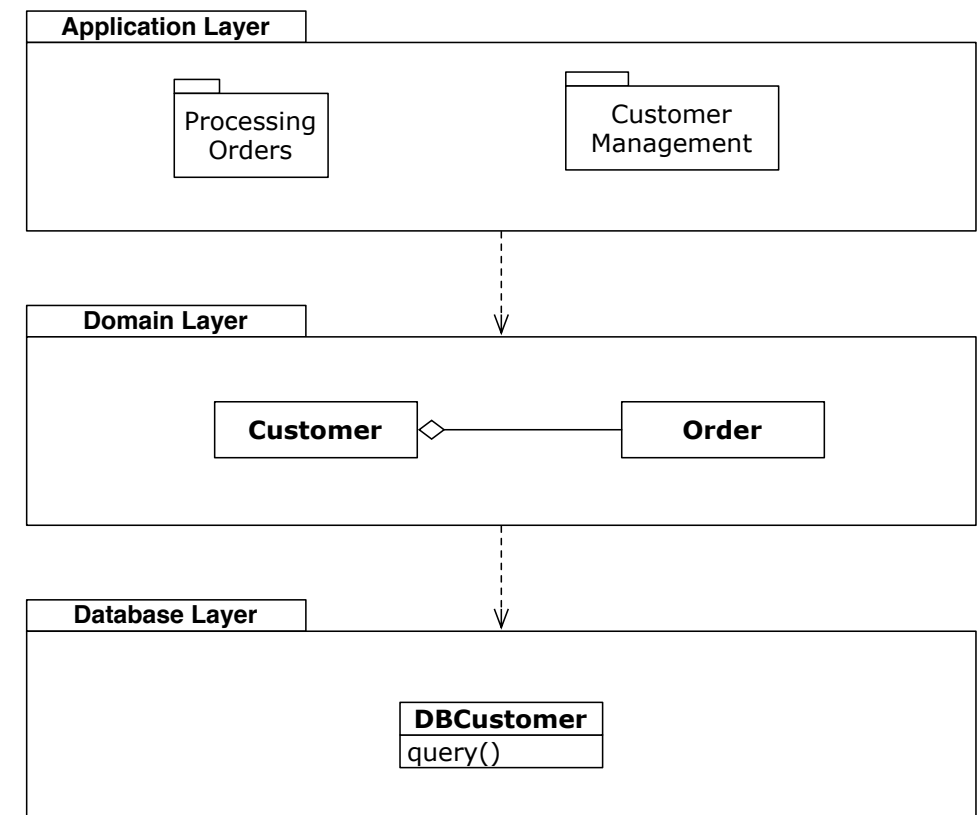 Application Layer
Processing
Orders
Customer
Management
Domain Layer
Customer
Order
Database Layer
DBCustomer
query()